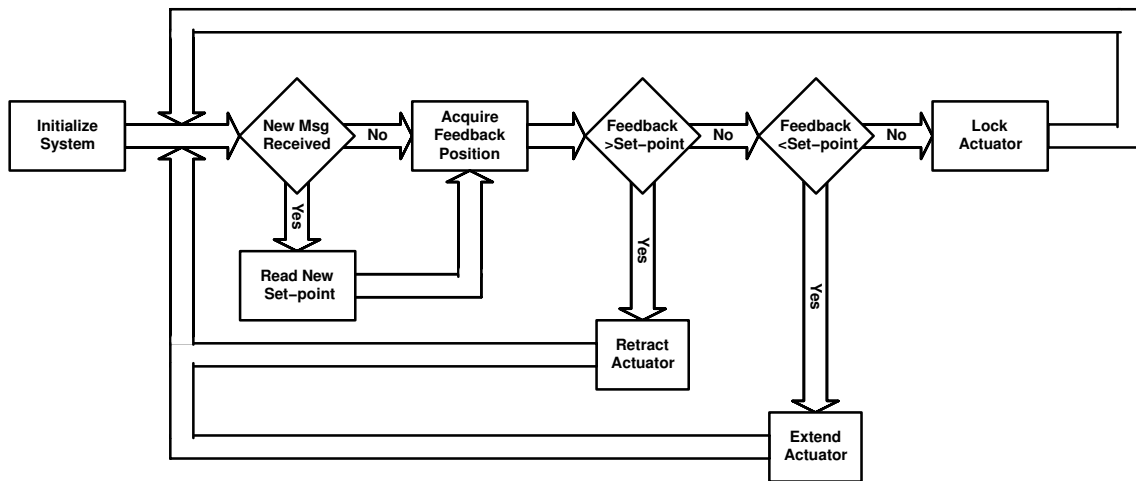 Initialize
System
New Msg
Received
No
Yes
Read New
Set−point
Acquire
Feedback
Position
Feedback
>Set−point
No
Yes
Retract
Actuator
Feedback
<Set−point
No
Yes
Extend
Actuator
Lock
Actuator